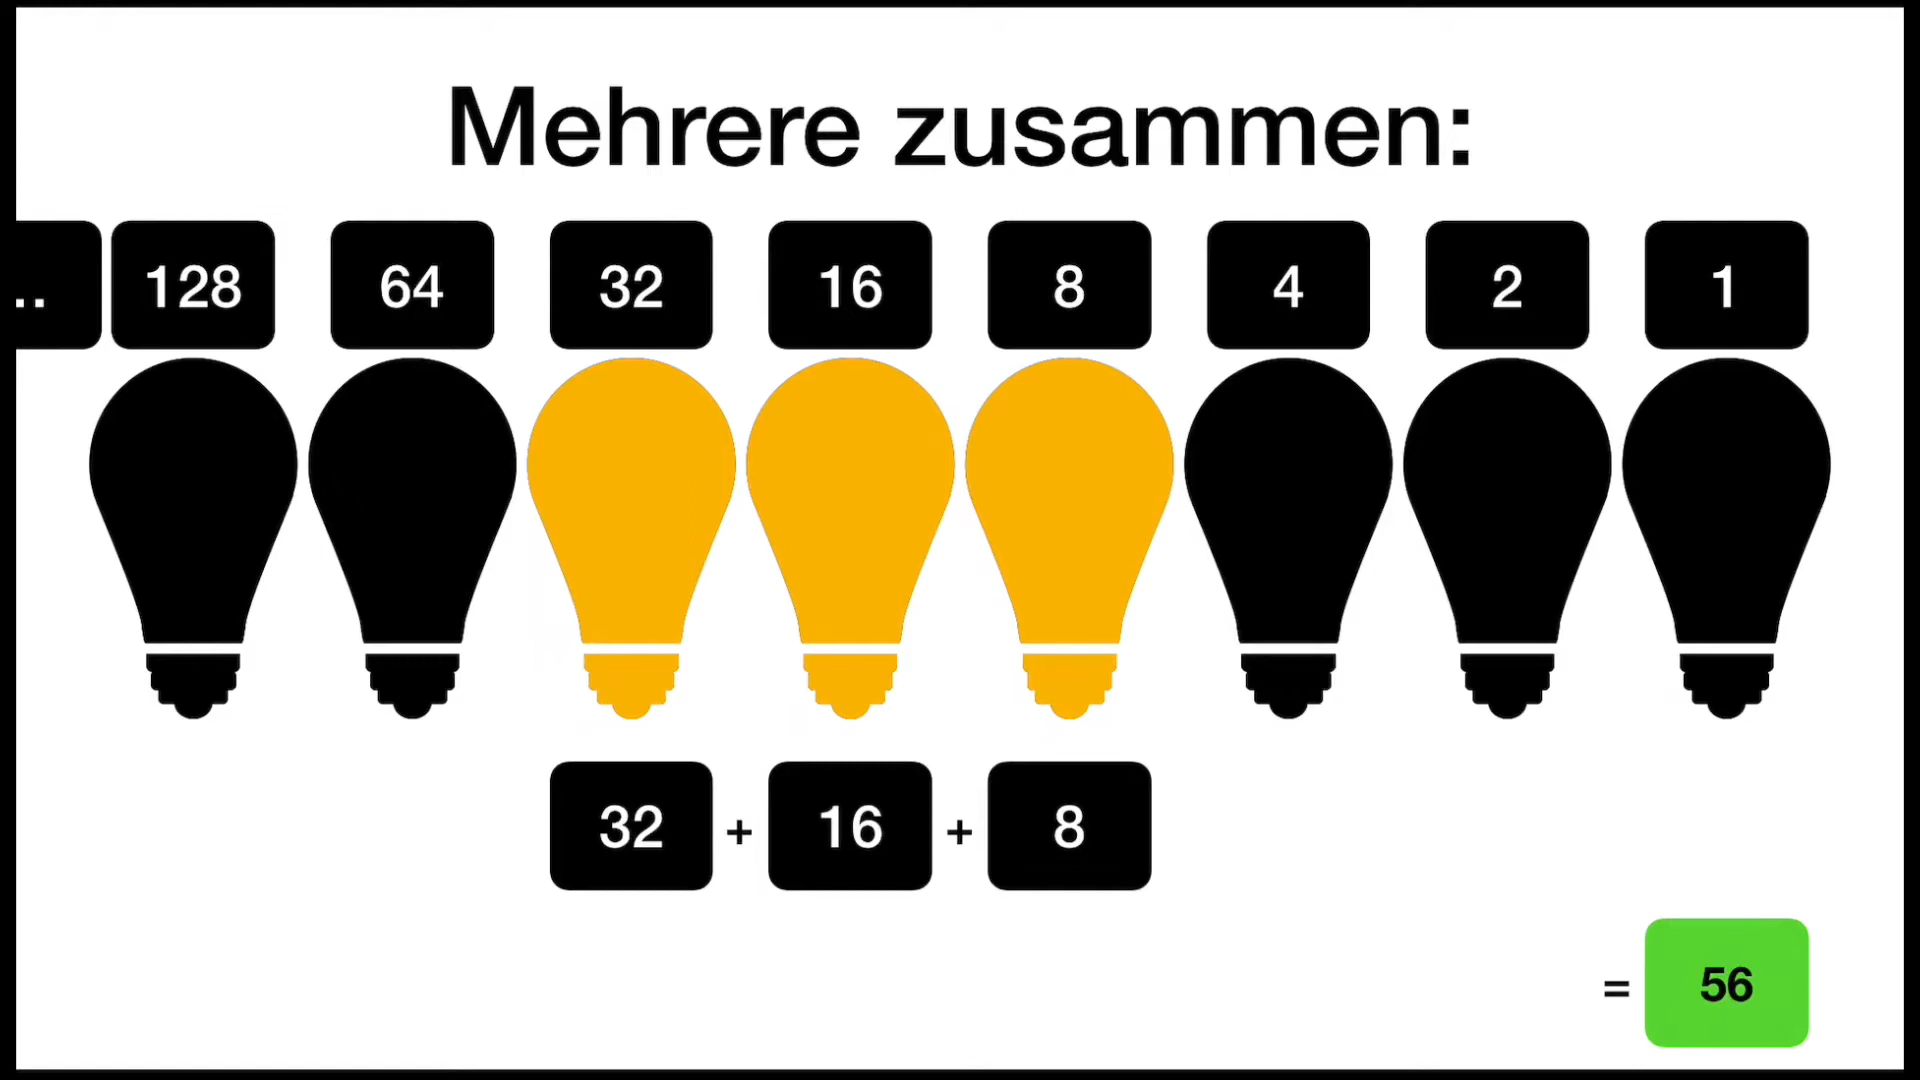 Mehrere zusammen:
.. 128 64 32 16 8 4 2 1
32 + 16 + 8
= 56